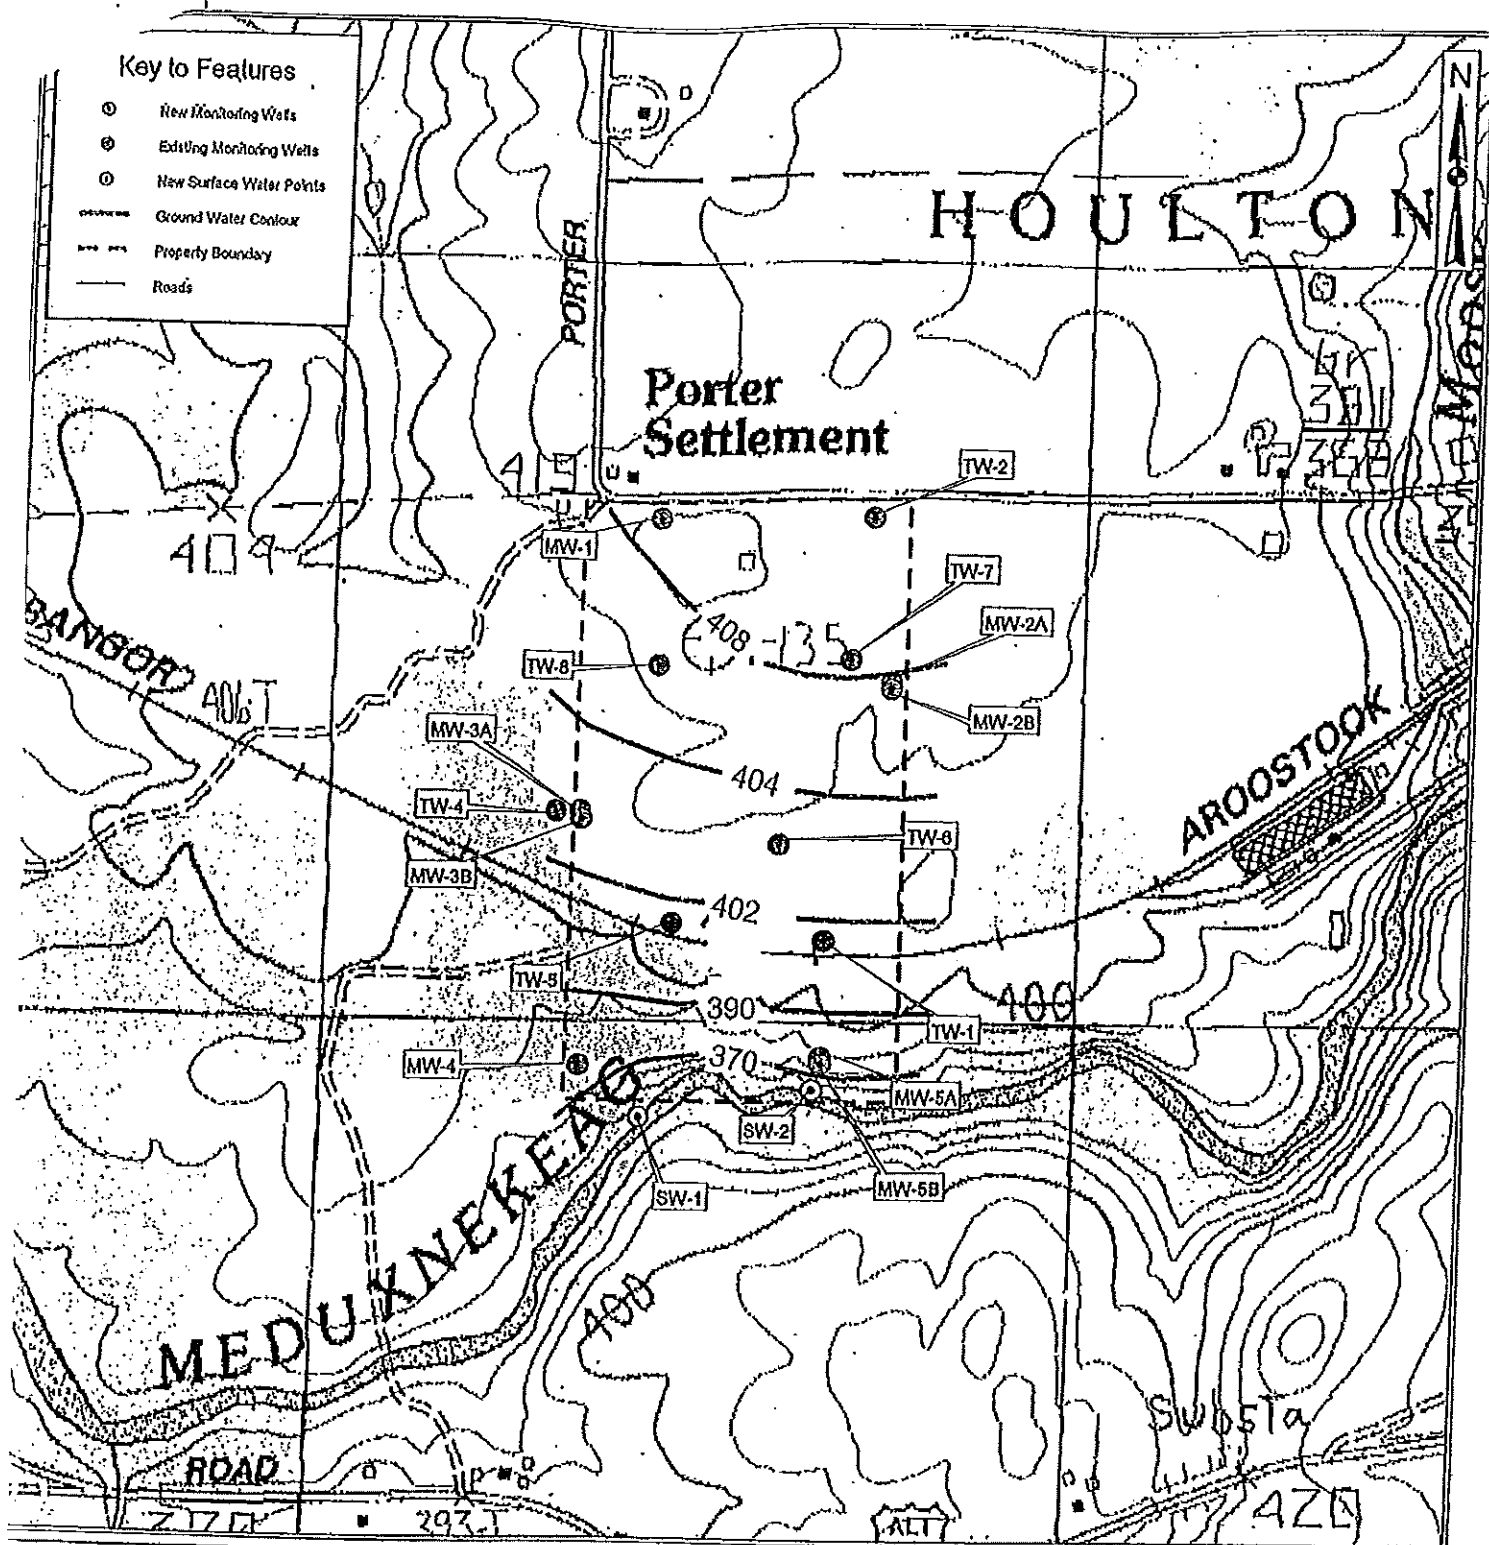 Key to Features
New Monitoring Wells
Existing Monitoring Wells
New Surface Water Points
Ground Water Contour
Property Boundary
Roads
N
HOULTON
PORTER
Porter
Settlement
TW-2
MW-1
404
BANGOR
TW-7
408
-135
MW-2A
TW-8
406T
MW-2B
MW-3A
404
AROOSTOOK
TW-4
TW-6
MW-3B
402
TW-5
390
400
TW-1
MW-4
370
MW-5A
SW-2
MW-5B
SW-1
MEDUXNEKEAG
400
Substa
ROAD
ALT
420